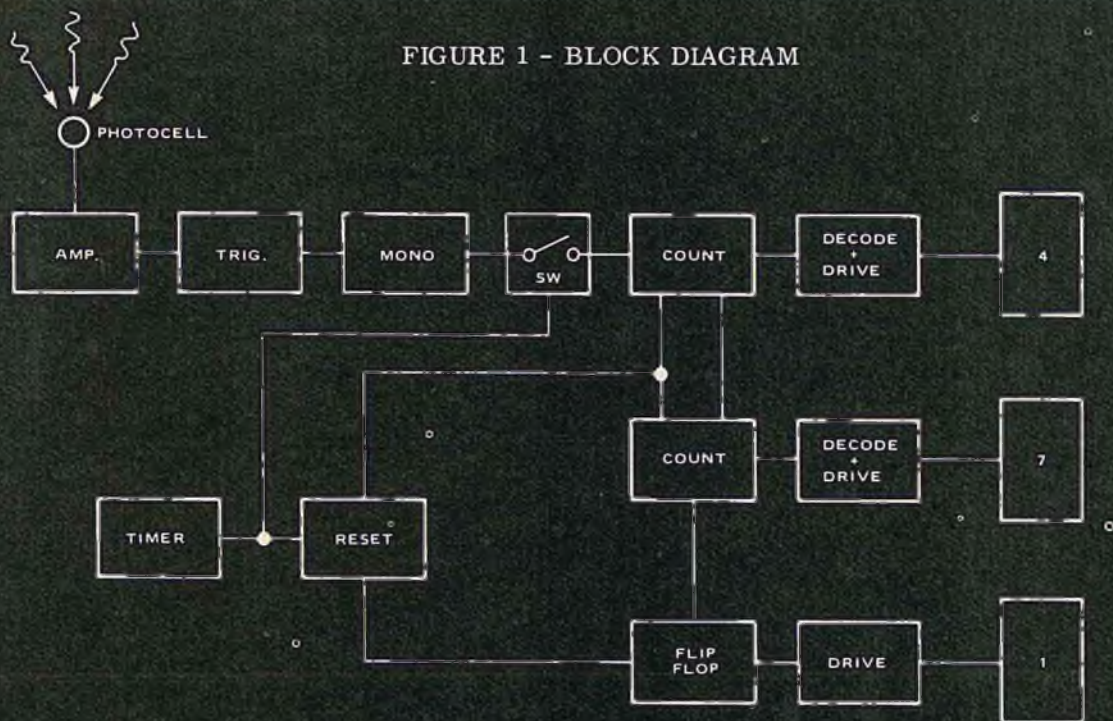 FIGURE 1 - BLOCK DIAGRAM
PHOTOCELL
AMP.
TRIG.
MONO
SW
COUNT
DECODE
+
DRIVE
4
COUNT
DECODE
+
DRIVE
7
TIMER
RESET
FLIP
FLOP
DRIVE
1